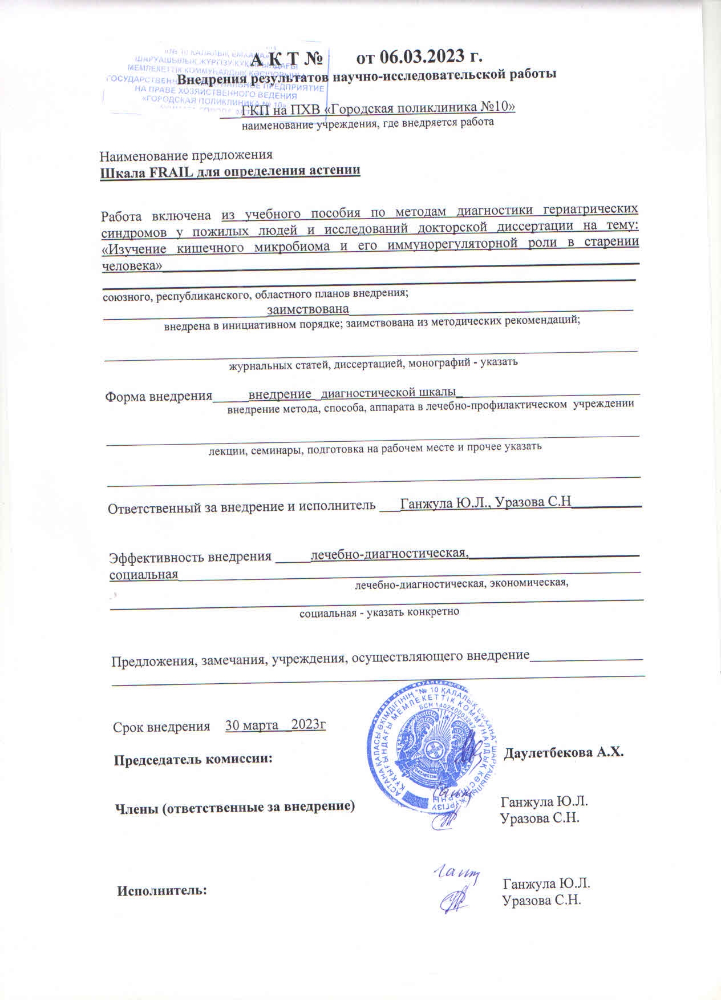 «№ 10 ҚАЛАЛЫҚ ЕМХАНА»
ШАРУАШЫЛЫҚ ЖҮРГІЗУ ҚҰҚЫҒЫНДАҒЫ
МЕМЛЕКЕТТІК КОММУНАЛДЫҚ КӘСІПОРЫНЫ
ГОСУДАРСТВЕННОЕ КОММУНАЛЬНОЕ ПРЕДПРИЯТИЕ
НА ПРАВЕ ХОЗЯЙСТВЕННОГО ВЕДЕНИЯ
«ГОРОДСКАЯ ПОЛИКЛИНИКА № 10»
А К Т № от 06.03.2023 г.
Внедрения результатов научно-исследовательской работы
ГКП на ПХВ «Городская поликлиника №10»
наименование учреждения, где внедряется работа
Наименование предложения
Шкала FRAIL для определения астении
Работа включена из учебного пособия по методам диагностики гериатрических
синдромов у пожилых людей и исследований докторской диссертации на тему:
«Изучение кишечного микробиома и его иммунорегуляторной роли в старении
человека»
союзного, республиканского, областного планов внедрения;
заимствована
внедрена в инициативном порядке; заимствована из методических рекомендаций;
журнальных статей, диссертацией, монографий - указать
Форма внедрения внедрение диагностической шкалы
внедрение метода, способа, аппарата в лечебно-профилактическом учреждении
лекции, семинары, подготовка на рабочем месте и прочее указать
Ответственный за внедрение и исполнитель Ганжула Ю.Л., Уразова С.Н
Эффективность внедрения лечебно-диагностическая,
социальная
лечебно-диагностическая, экономическая,
социальная - указать конкретно
Предложения, замечания, учреждения, осуществляющего внедрение
Срок внедрения 30 марта 2023г
АСТАНА ҚАЛАСЫ ӘКІМДІГІНІҢ "№ 10 ҚАЛАЛЫҚ ЕМХАНА" ШАРУАШЫЛЫҚ ЖҮРГІЗУ
ҚҰҚЫҒЫНДАҒЫ МЕМЛЕКЕТТІК КОММУНАЛДЫҚ КӘСІПОРНЫ
БСН 140240003247
QAZAQSTAN
Председатель комиссии: Даулетбекова А.Х.
Члены (ответственные за внедрение) Ганжула Ю.Л.
Уразова С.Н.
Исполнитель: Ганжула Ю.Л.
Уразова С.Н.